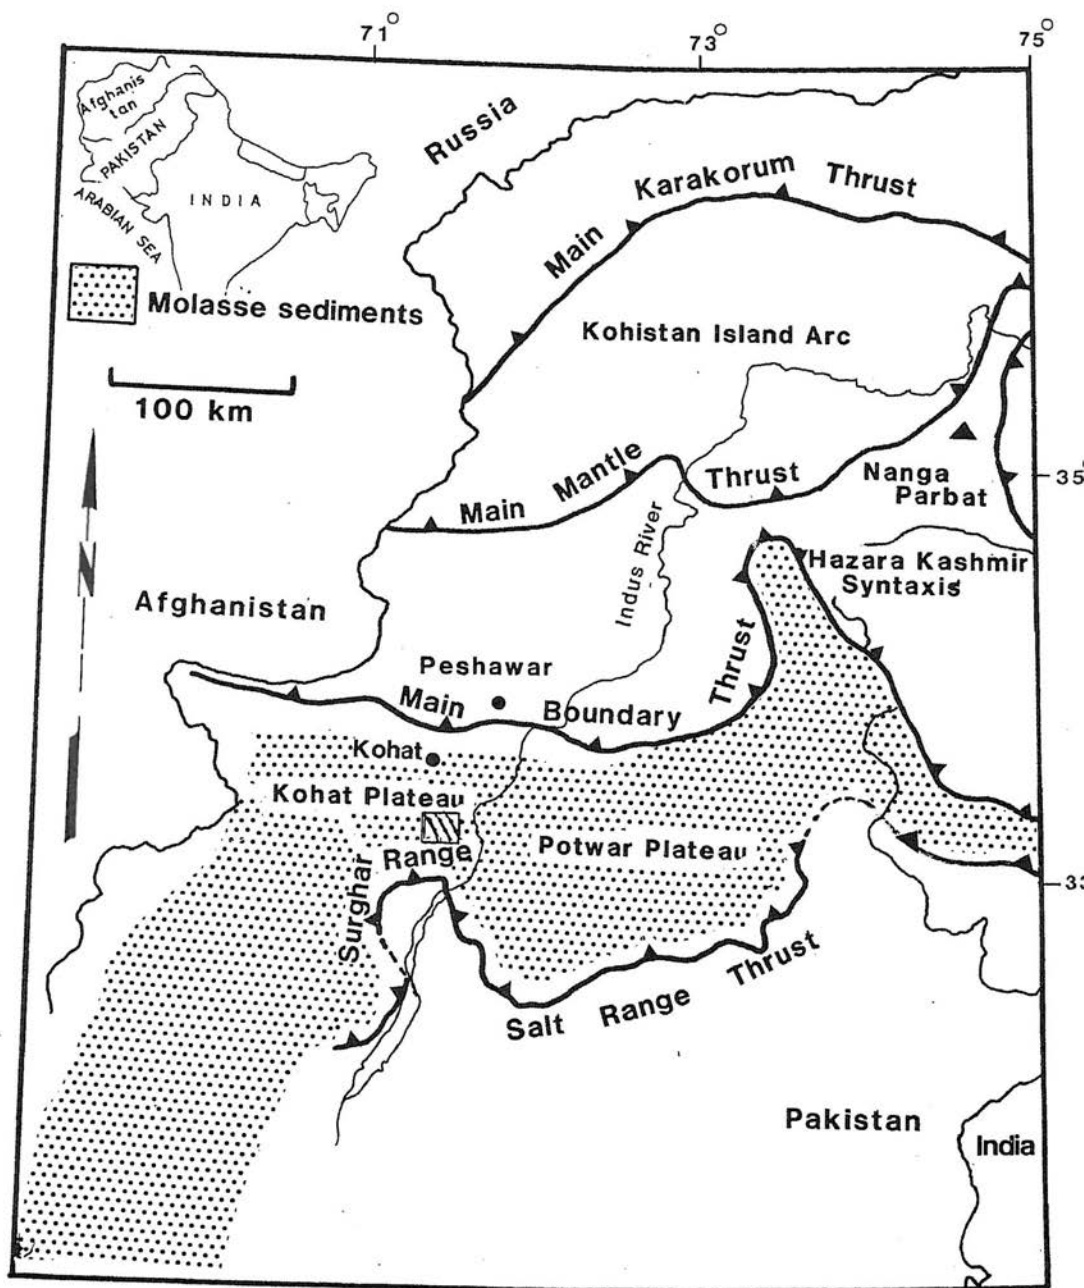 71°
73°
75°
Afghanis
tan
PAKISTAN
INDIA
ARABIAN SEA
Russia
Main Karakorum Thrust
Molasse sediments
Kohistan Island Arc
100 km
Main Mantle Thrust
Nanga
Parbat
35°
N
Indus River
Hazara Kashmir
Syntaxis
Afghanistan
Peshawar
Main Boundary Thrust
Kohat
Kohat Plateau
Potwar Plateau
Surghar Range
33
Salt Range Thrust
Pakistan
India